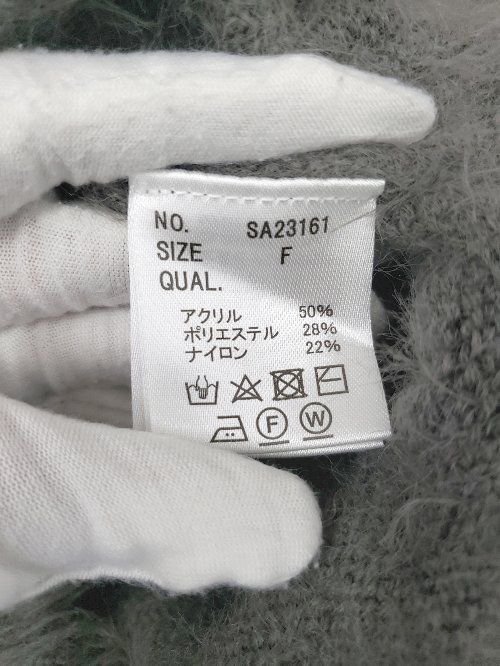 NO. SA23161
SIZE F
QUAL.
アクリル 50%
ポリエステル 28%
ナイロン 22%
F W